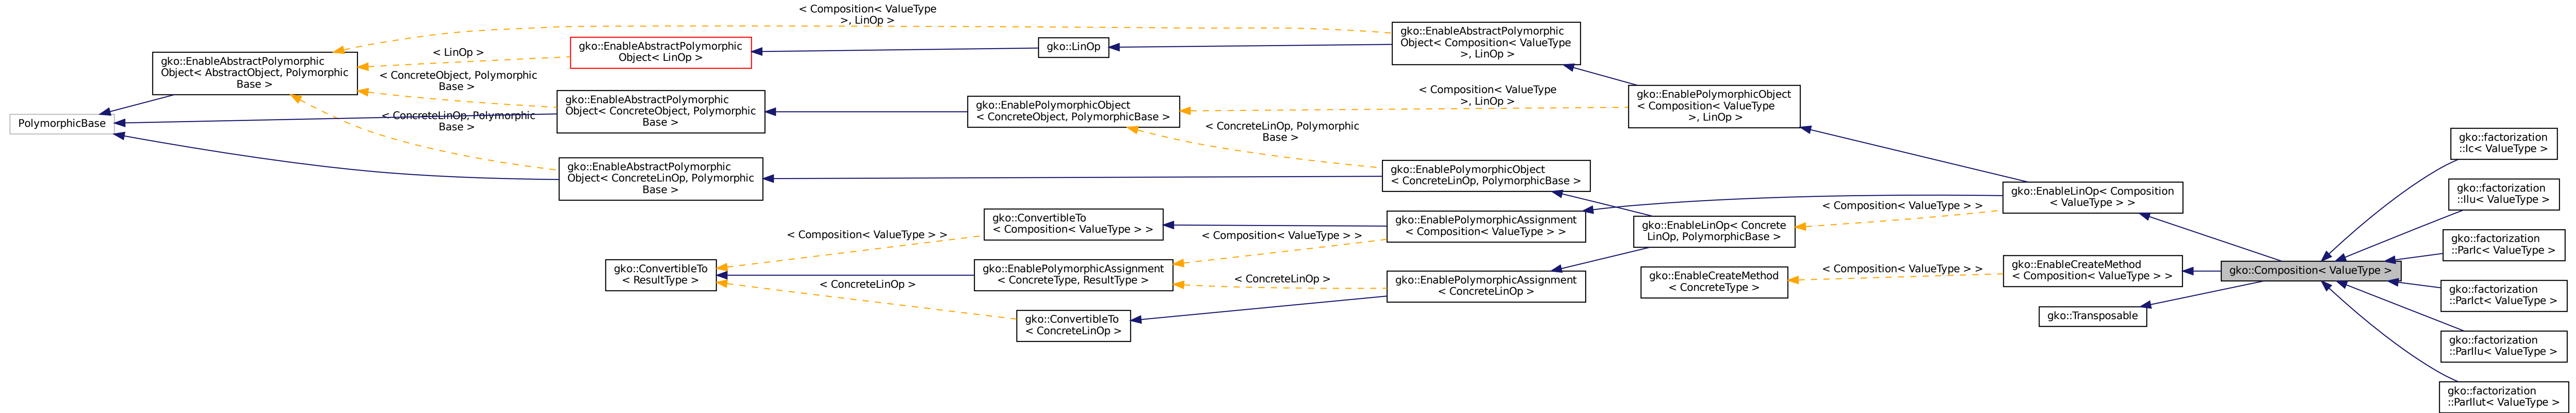 PolymorphicBase
gko::EnableAbstractPolymorphic
Object< AbstractObject, Polymorphic
Base >
< Composition< ValueType
>, LinOp >
< LinOp >
< ConcreteObject, Polymorphic
Base >
< ConcreteLinOp, Polymorphic
Base >
gko::EnableAbstractPolymorphic
Object< LinOp >
gko::EnableAbstractPolymorphic
Object< ConcreteObject, Polymorphic
Base >
gko::EnableAbstractPolymorphic
Object< ConcreteLinOp, Polymorphic
Base >
gko::ConvertibleTo
< ResultType >
< Composition< ValueType > >
< ConcreteLinOp >
gko::LinOp
gko::EnablePolymorphicObject
< ConcreteObject, PolymorphicBase >
gko::ConvertibleTo
< Composition< ValueType > >
gko::EnablePolymorphicAssignment
< ConcreteType, ResultType >
gko::ConvertibleTo
< ConcreteLinOp >
< ConcreteLinOp, Polymorphic
Base >
< Composition< ValueType > >
< ConcreteLinOp >
gko::EnableAbstractPolymorphic
Object< Composition< ValueType
>, LinOp >
< Composition< ValueType
>, LinOp >
gko::EnablePolymorphicObject
< ConcreteLinOp, PolymorphicBase >
gko::EnablePolymorphicAssignment
< Composition< ValueType > >
gko::EnablePolymorphicAssignment
< ConcreteLinOp >
gko::EnablePolymorphicObject
< Composition< ValueType
>, LinOp >
gko::EnableLinOp< Concrete
LinOp, PolymorphicBase >
gko::EnableCreateMethod
< ConcreteType >
< Composition< ValueType > >
< Composition< ValueType > >
gko::EnableLinOp< Composition
< ValueType > >
gko::EnableCreateMethod
< Composition< ValueType > >
gko::Transposable
gko::Composition< ValueType >
gko::factorization
::Ic< ValueType >
gko::factorization
::Ilu< ValueType >
gko::factorization
::ParIc< ValueType >
gko::factorization
::ParIct< ValueType >
gko::factorization
::ParIlu< ValueType >
gko::factorization
::ParIlut< ValueType >